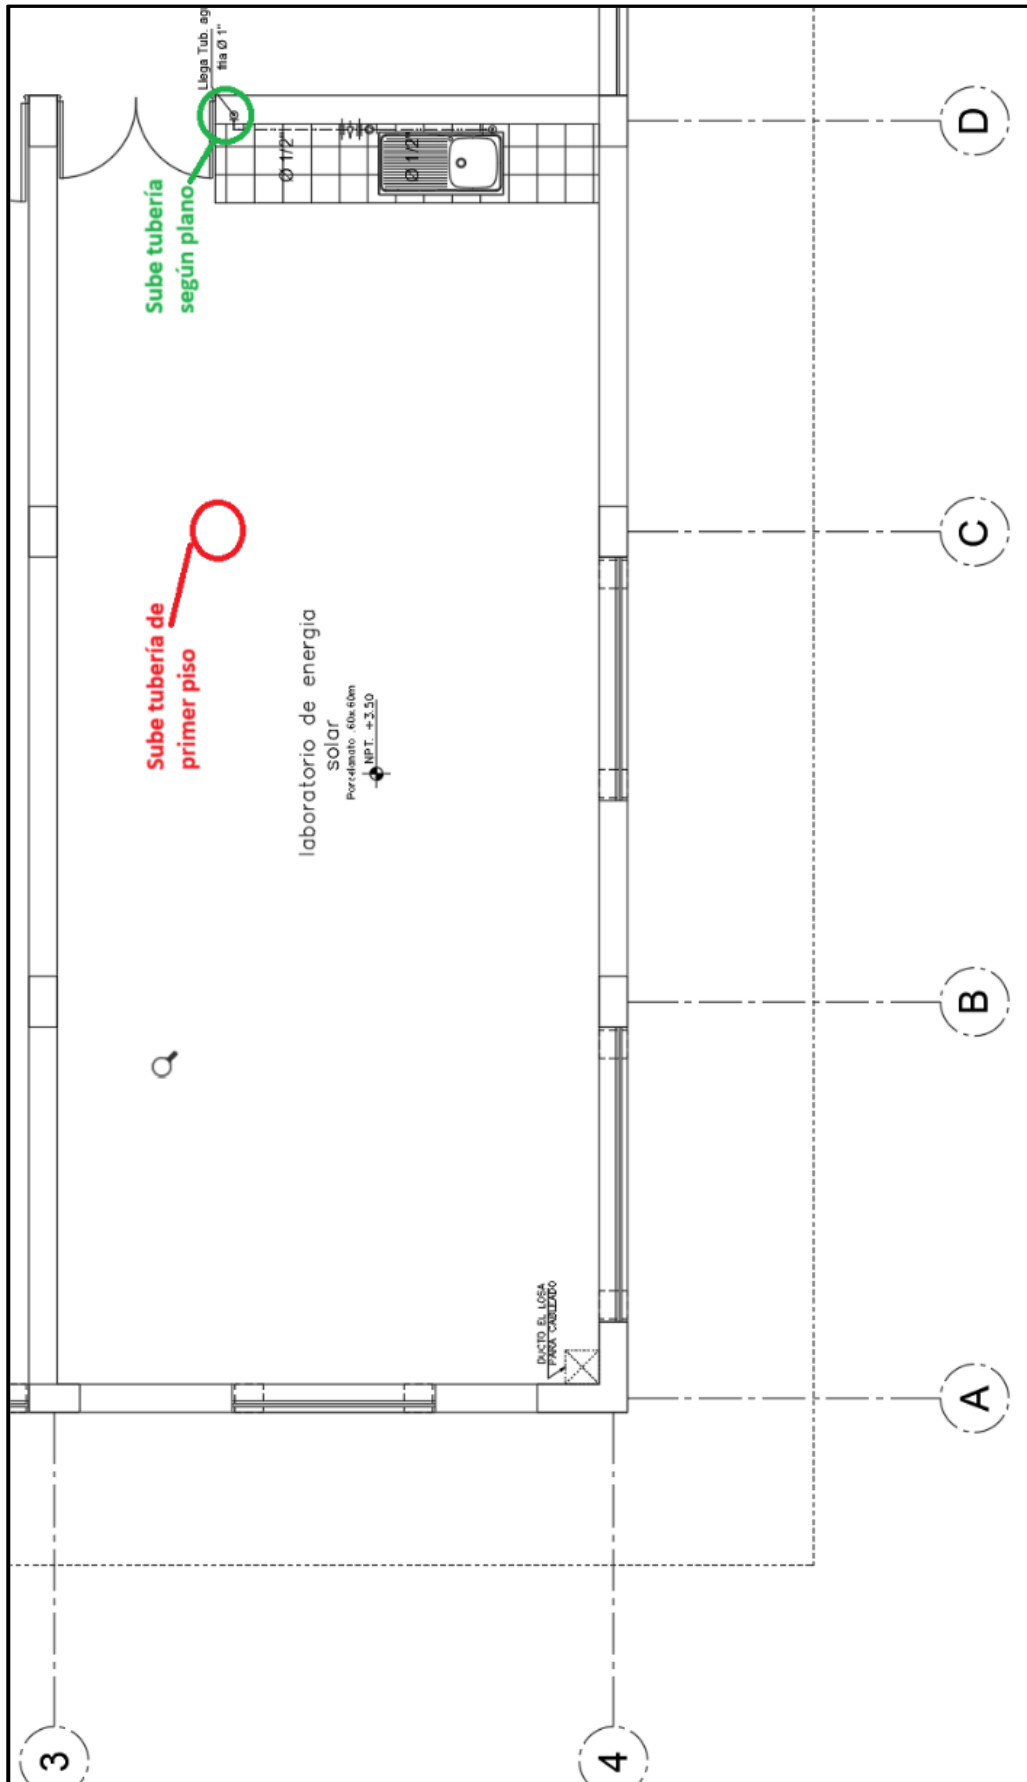 Llega Tub. ag
fria Ø 1"
Ø 1/2"
Ø 1/2"
Sube tubería
según plano
Sube tubería de
primer piso
laboratorio de energia
solar
Porcelanato .60x.60m
NPT. +3.50
DUCTO EL LOSA
PARA CABLEADO
D
C
B
A
3
4